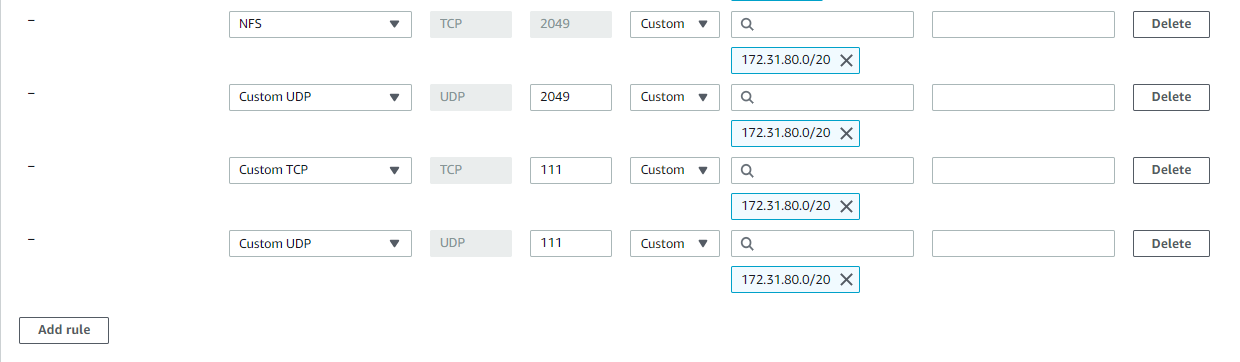 – NFS TCP 2049 Custom Delete
172.31.80.0/20
– Custom UDP UDP 2049 Custom Delete
172.31.80.0/20
– Custom TCP TCP 111 Custom Delete
172.31.80.0/20
– Custom UDP UDP 111 Custom Delete
172.31.80.0/20
Add rule